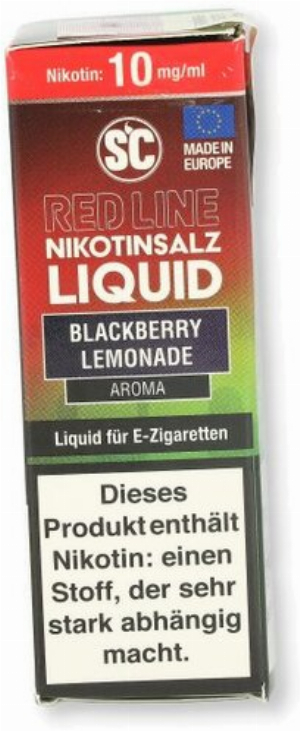 Nikotin: 10 mg/ml
SC
MADE IN
EUROPE
RED LINE
NIKOTINSALZ
LIQUID
BLACKBERRY
LEMONADE
AROMA
Liquid für E-Zigaretten
Dieses
Produkt enthält
Nikotin: einen
Stoff, der sehr
stark abhängig
macht.